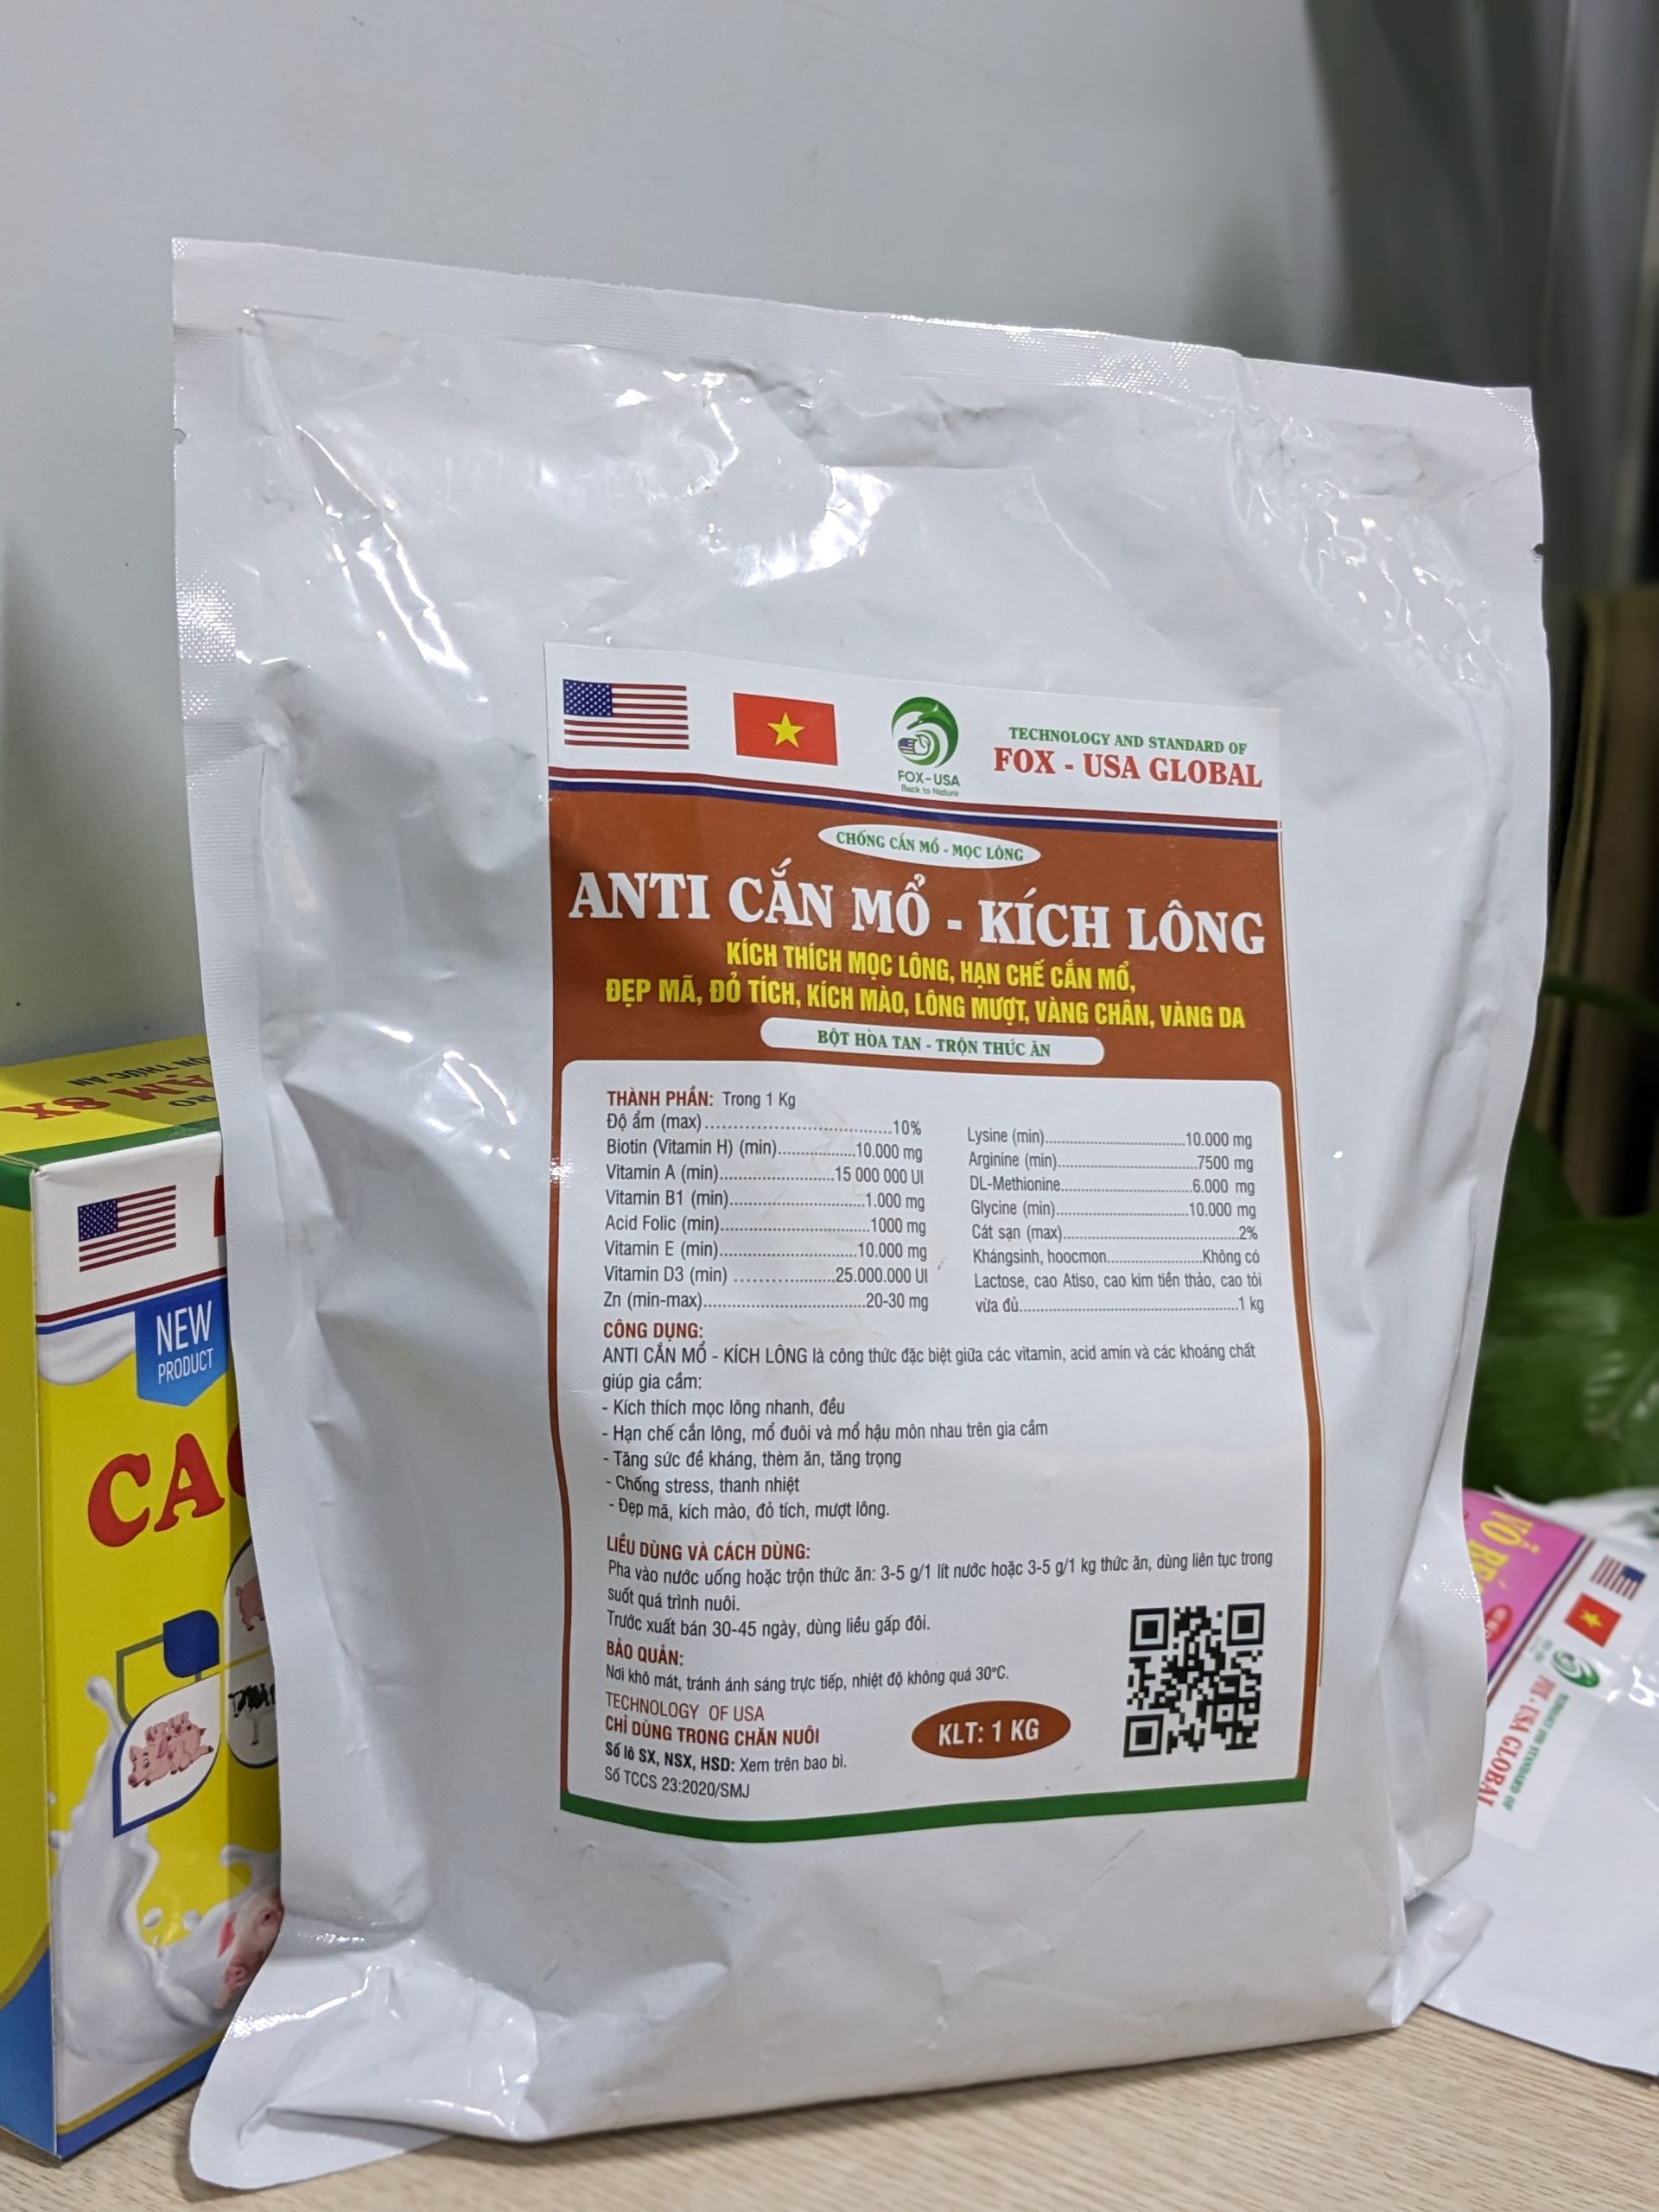 TECHNOLOGY AND STANDARD OF
FOX - USA GLOBAL
FOX-USA
Back to Nature
CHỐNG CẮN MỔ - MỌC LÔNG
ANTI CẮN MỔ - KÍCH LÔNG
KÍCH THÍCH MỌC LÔNG, HẠN CHẾ CẮN MỔ,
ĐẸP MÃ, ĐỎ TÍCH, KÍCH MÀO, LÔNG MƯỢT, VÀNG CHÂN, VÀNG DA
BỘT HÒA TAN - TRỘN THỨC ĂN
THÀNH PHẦN: Trong 1 Kg
Độ ẩm (max)..................................10%
Biotin (Vitamin H) (min)..................10.000 mg
Vitamin A (min)..........................15 000 000 UI
Vitamin B1 (min)...............................1.000 mg
Acid Folic (min)..................................1000 mg
Vitamin E (min)................................10.000 mg
Vitamin D3 (min) .......................25.000.000 UI
Zn (min-max).....................................20-30 mg
Lysine (min)....................................10.000 mg
Arginine (min)....................................7500 mg
DL-Methionine..................................6.000 mg
Glycine (min)..................................10.000 mg
Cát sạn (max)..............................................2%
Khángsinh, hoocmon.........................Không có
Lactose, cao Atiso, cao kim tiền thảo, cao tỏi
vừa đủ.........................................................1 kg
CÔNG DỤNG:
ANTI CẮN MỔ - KÍCH LÔNG là công thức đặc biệt giữa các vitamin, acid amin và các khoáng chất
giúp gia cầm:
- Kích thích mọc lông nhanh, đều
- Hạn chế cắn lông, mổ đuôi và mổ hậu môn nhau trên gia cầm
- Tăng sức đề kháng, thèm ăn, tăng trọng
- Chống stress, thanh nhiệt
- Đẹp mã, kích mào, đỏ tích, mượt lông.
LIỀU DÙNG VÀ CÁCH DÙNG:
Pha vào nước uống hoặc trộn thức ăn: 3-5 g/1 lít nước hoặc 3-5 g/1 kg thức ăn, dùng liên tục trong
suốt quá trình nuôi.
Trước xuất bán 30-45 ngày, dùng liều gấp đôi.
BẢO QUẢN:
Nơi khô mát, tránh ánh sáng trực tiếp, nhiệt độ không quá 30°C.
TECHNOLOGY OF USA
CHỈ DÙNG TRONG CHĂN NUÔI
Số lô SX, NSX, HSD: Xem trên bao bì.
Số TCCS 23:2020/SMJ
KLT: 1 KG
THỨC ĂN
8X
NEW
PRODUCT
CA
TECHNOLOGY AND STANDARD OF
FOX - USA GLOBAL